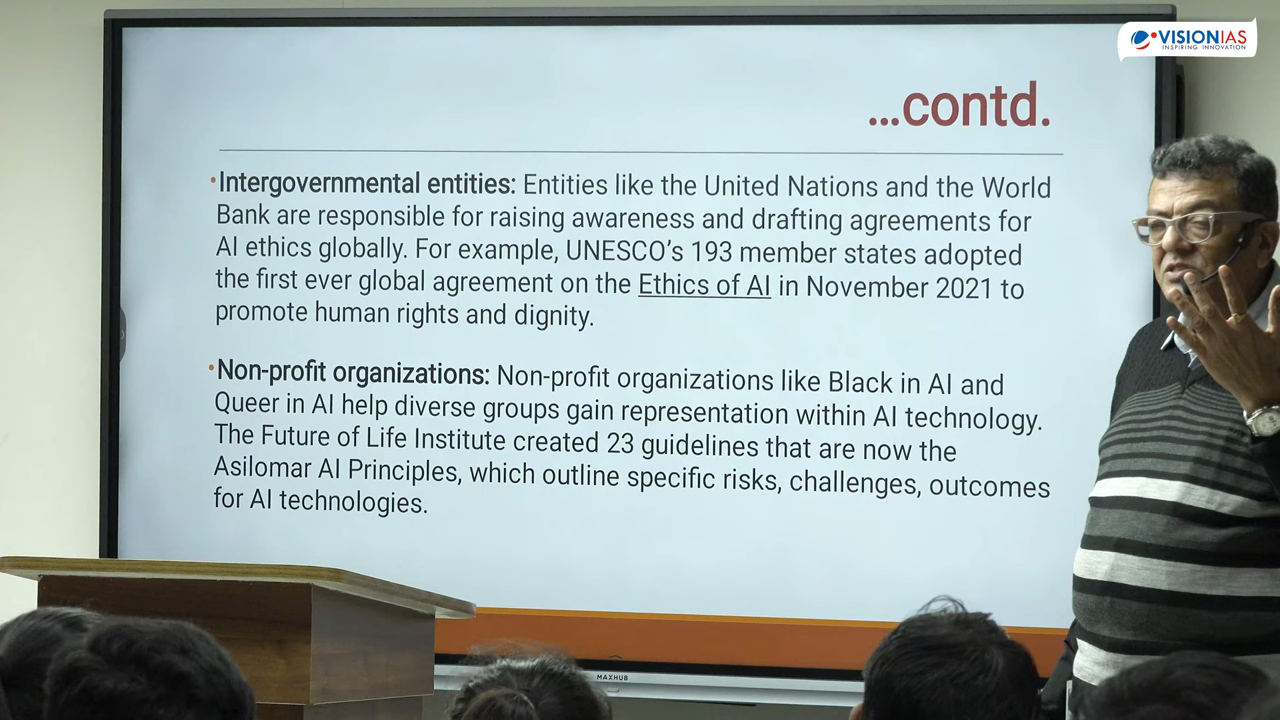 VISIONIAS
INSPIRING INNOVATION
...contd.
•Intergovernmental entities: Entities like the United Nations and the World
Bank are responsible for raising awareness and drafting agreements for
AI ethics globally. For example, UNESCO's 193 member states adopted
the first ever global agreement on the Ethics of AI in November 2021 to
promote human rights and dignity.
•Non-profit organizations: Non-profit organizations like Black in AI and
Queer in AI help diverse groups gain representation within AI technology.
The Future of Life Institute created 23 guidelines that are now the
Asilomar AI Principles, which outline specific risks, challenges, outcomes
for AI technologies.
MAXHUB